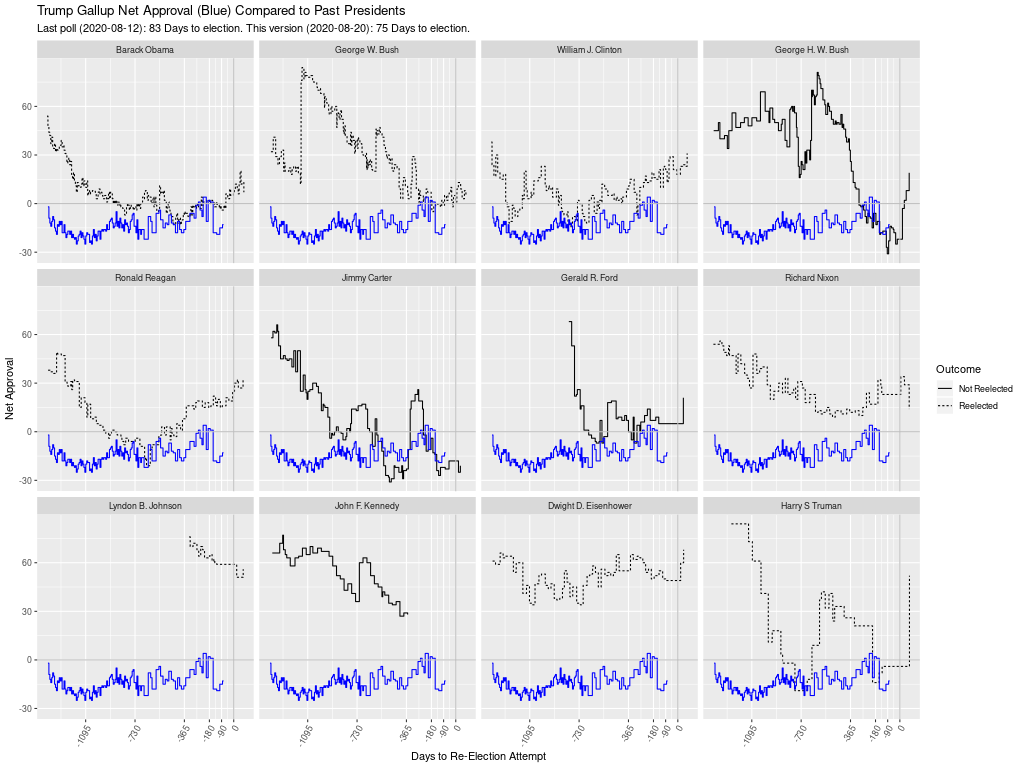 Trump Gallup Net Approval (Blue) Compared to Past Presidents
Last poll (2020-08-12): 83 Days to election. This version (2020-08-20): 75 Days to election.
Barack Obama
George W. Bush
William J. Clinton
George H. W. Bush
60
30
0
-30
Ronald Reagan
Jimmy Carter
Gerald R. Ford
Richard Nixon
60
30
0
-30
Net Approval
Outcome
Not Reelected
Reelected
Lyndon B. Johnson
John F. Kennedy
Dwight D. Eisenhower
Harry S Truman
60
30
0
-30
-1095 -730 -365 -180 -90 0
-1095 -730 -365 -180 -90 0
-1095 -730 -365 -180 -90 0
-1095 -730 -365 -180 -90 0
Days to Re-Election Attempt